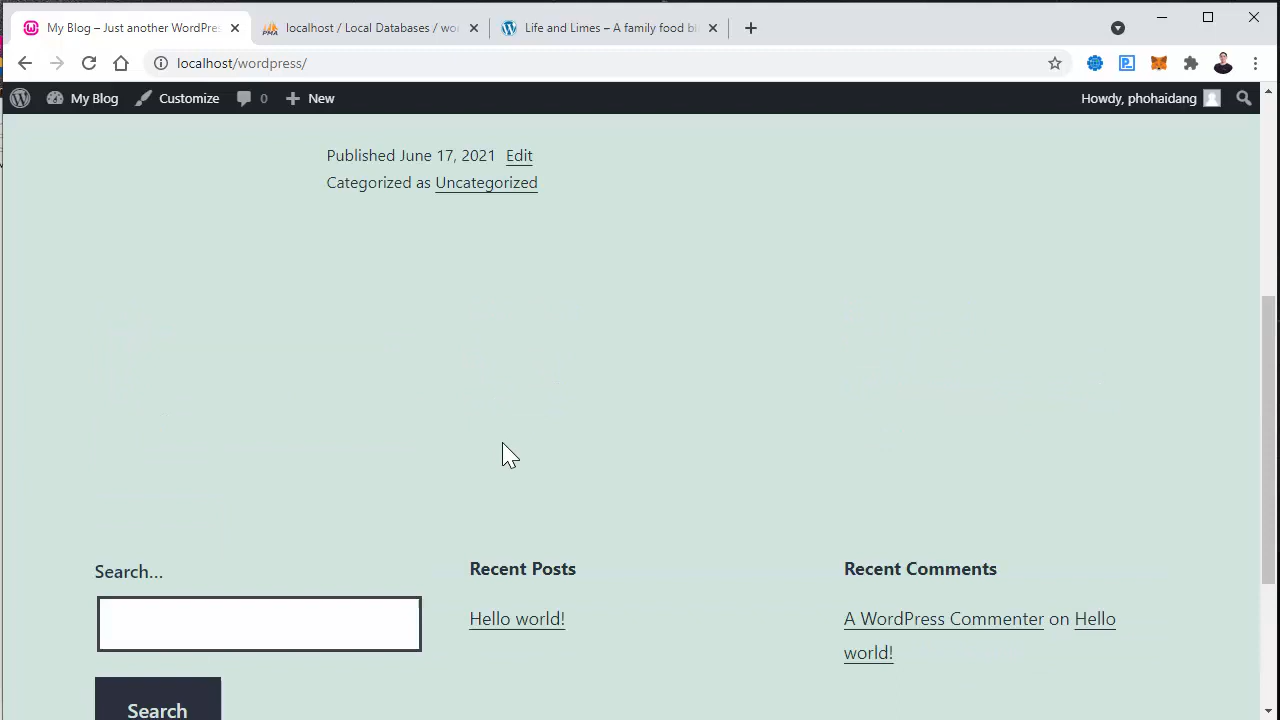 My Blog – Just another WordPres
localhost / Local Databases / wor
Life and Limes – A family food bl
localhost/wordpress/
My Blog
Customize
0
New
Howdy, phohaidang
Published June 17, 2021 Edit
Categorized as Uncategorized
Search…
Search
Recent Posts
Hello world!
Recent Comments
A WordPress Commenter on Hello
world!